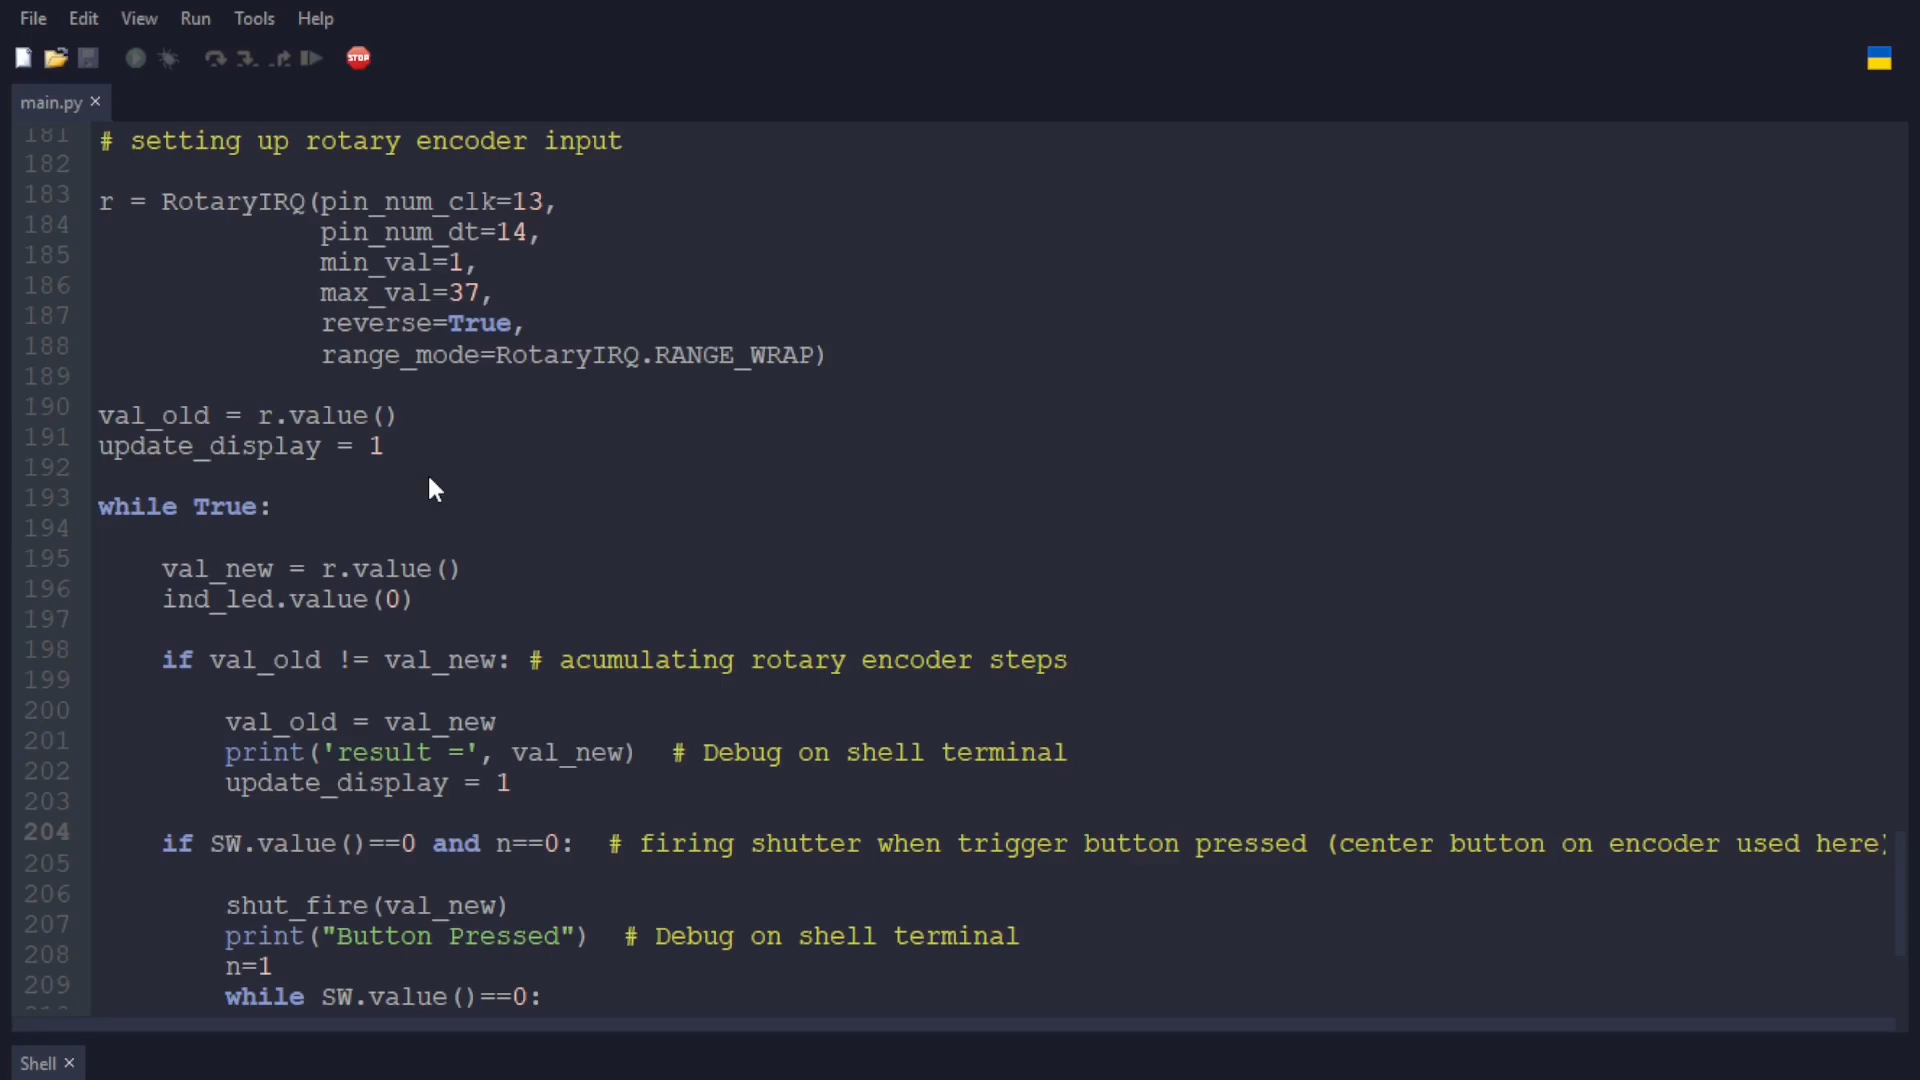 File Edit View Run Tools Help
STOP
main.py ×
181 # setting up rotary encoder input
182
183 r = RotaryIRQ(pin_num_clk=13,
184 pin_num_dt=14,
185 min_val=1,
186 max_val=37,
187 reverse=True,
188 range_mode=RotaryIRQ.RANGE_WRAP)
189
190 val_old = r.value()
191 update_display = 1
192
193 while True:
194
195 val_new = r.value()
196 ind_led.value(0)
197
198 if val_old != val_new: # acumulating rotary encoder steps
199
200 val_old = val_new
201 print('result =', val_new)  # Debug on shell terminal
202 update_display = 1
203
204 if SW.value()==0 and n==0:  # firing shutter when trigger button pressed (center button on encoder used here)
205
206 shut_fire(val_new)
207 print("Button Pressed")  # Debug on shell terminal
208 n=1
209 while SW.value()==0:
Shell ×